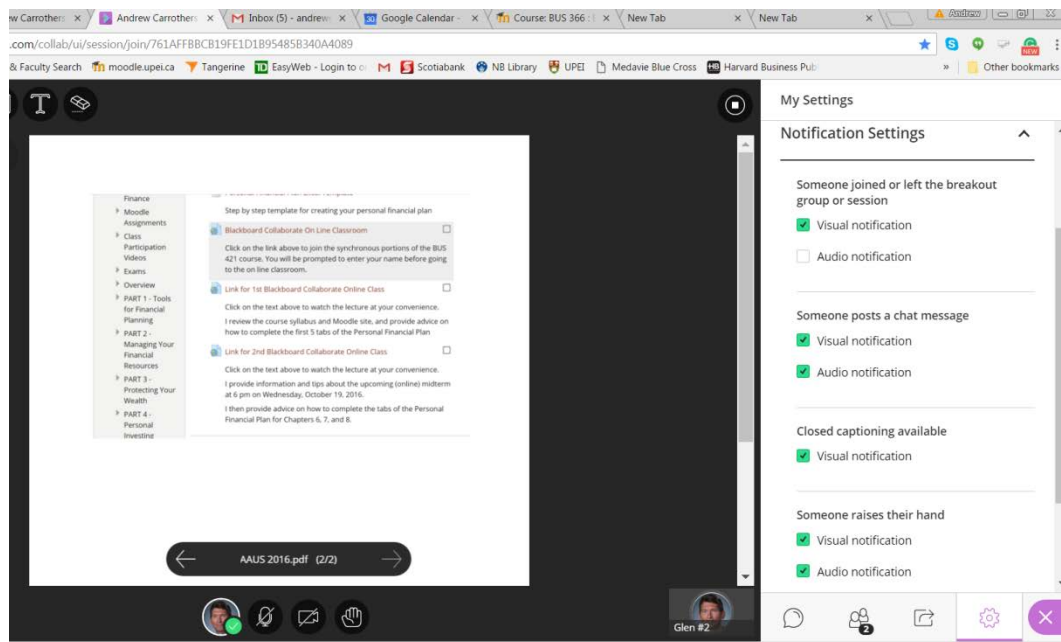 w Carrothers
Andrew Carrothers
Inbox (5) - andrew
Google Calendar -
Course: BUS 366 :
New Tab
New Tab
Andrew
.com/collab/ui/session/join/761AFFBBCB19FE1D1B95485B340A4089
& Faculty Search
moodle.upei.ca
Tangerine
EasyWeb - Login to
Scotiabank
NB Library
UPEI
Medavie Blue Cross
Harvard Business Pub
»
Other bookmarks
NEW
T
Finance
Moodle
Assignments
Class
Participation
Videos
Exams
Overview
PART 1 - Tools
for Financial
Planning
PART 2 -
Managing Your
Financial
Resources
PART 3 -
Protecting Your
Wealth
PART 4 -
Personal
Investing
Step by step template for creating your personal financial plan
Blackboard Collaborate On Line Classroom
Click on the link above to join the synchronous portions of the BUS
421 course. You will be prompted to enter your name before going
to the on line classroom.
Link for 1st Blackboard Collaborate Online Class
Click on the text above to watch the lecture at your convenience.
I review the course syllabus and Moodle site, and provide advice on
how to complete the first 5 tabs of the Personal Financial Plan
Link for 2nd Blackboard Collaborate Online Class
Click on the text above to watch the lecture at your convenience.
I provide information and tips about the upcoming (online) midterm
at 6 pm on Wednesday, October 19, 2016.
I then provide advice on how to complete the tabs of the Personal
Financial Plan for Chapters 6, 7, and 8.
AAUS 2016.pdf (2/2)
Glen #2
My Settings
Notification Settings
Someone joined or left the breakout
group or session
Visual notification
Audio notification
Someone posts a chat message
Visual notification
Audio notification
Closed captioning available
Visual notification
Someone raises their hand
Visual notification
Audio notification
2